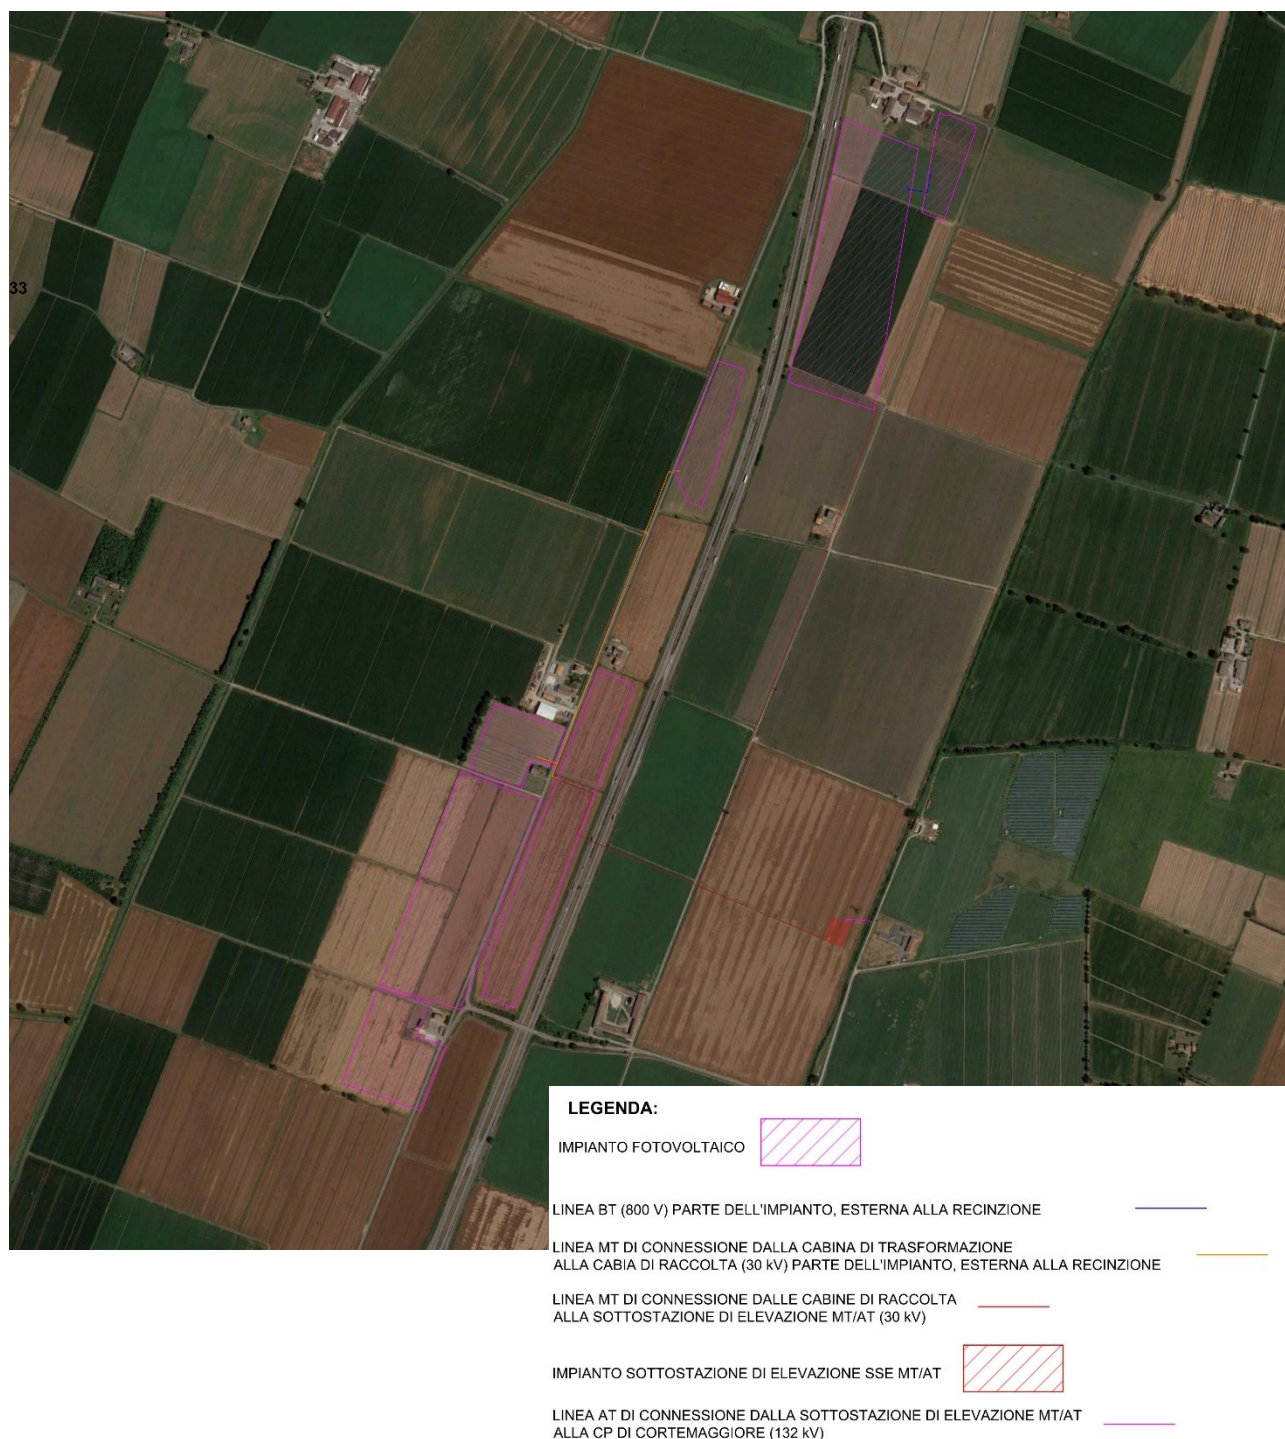 33
LEGENDA:
IMPIANTO FOTOVOLTAICO
LINEA BT (800 V) PARTE DELL'IMPIANTO, ESTERNA ALLA RECINZIONE
LINEA MT DI CONNESSIONE DALLA CABINA DI TRASFORMAZIONE
ALLA CABIA DI RACCOLTA (30 kV) PARTE DELL'IMPIANTO, ESTERNA ALLA RECINZIONE
LINEA MT DI CONNESSIONE DALLE CABINE DI RACCOLTA
ALLA SOTTOSTAZIONE DI ELEVAZIONE MT/AT (30 kV)
IMPIANTO SOTTOSTAZIONE DI ELEVAZIONE SSE MT/AT
LINEA AT DI CONNESSIONE DALLA SOTTOSTAZIONE DI ELEVAZIONE MT/AT
ALLA CP DI CORTEMAGGIORE (132 kV)